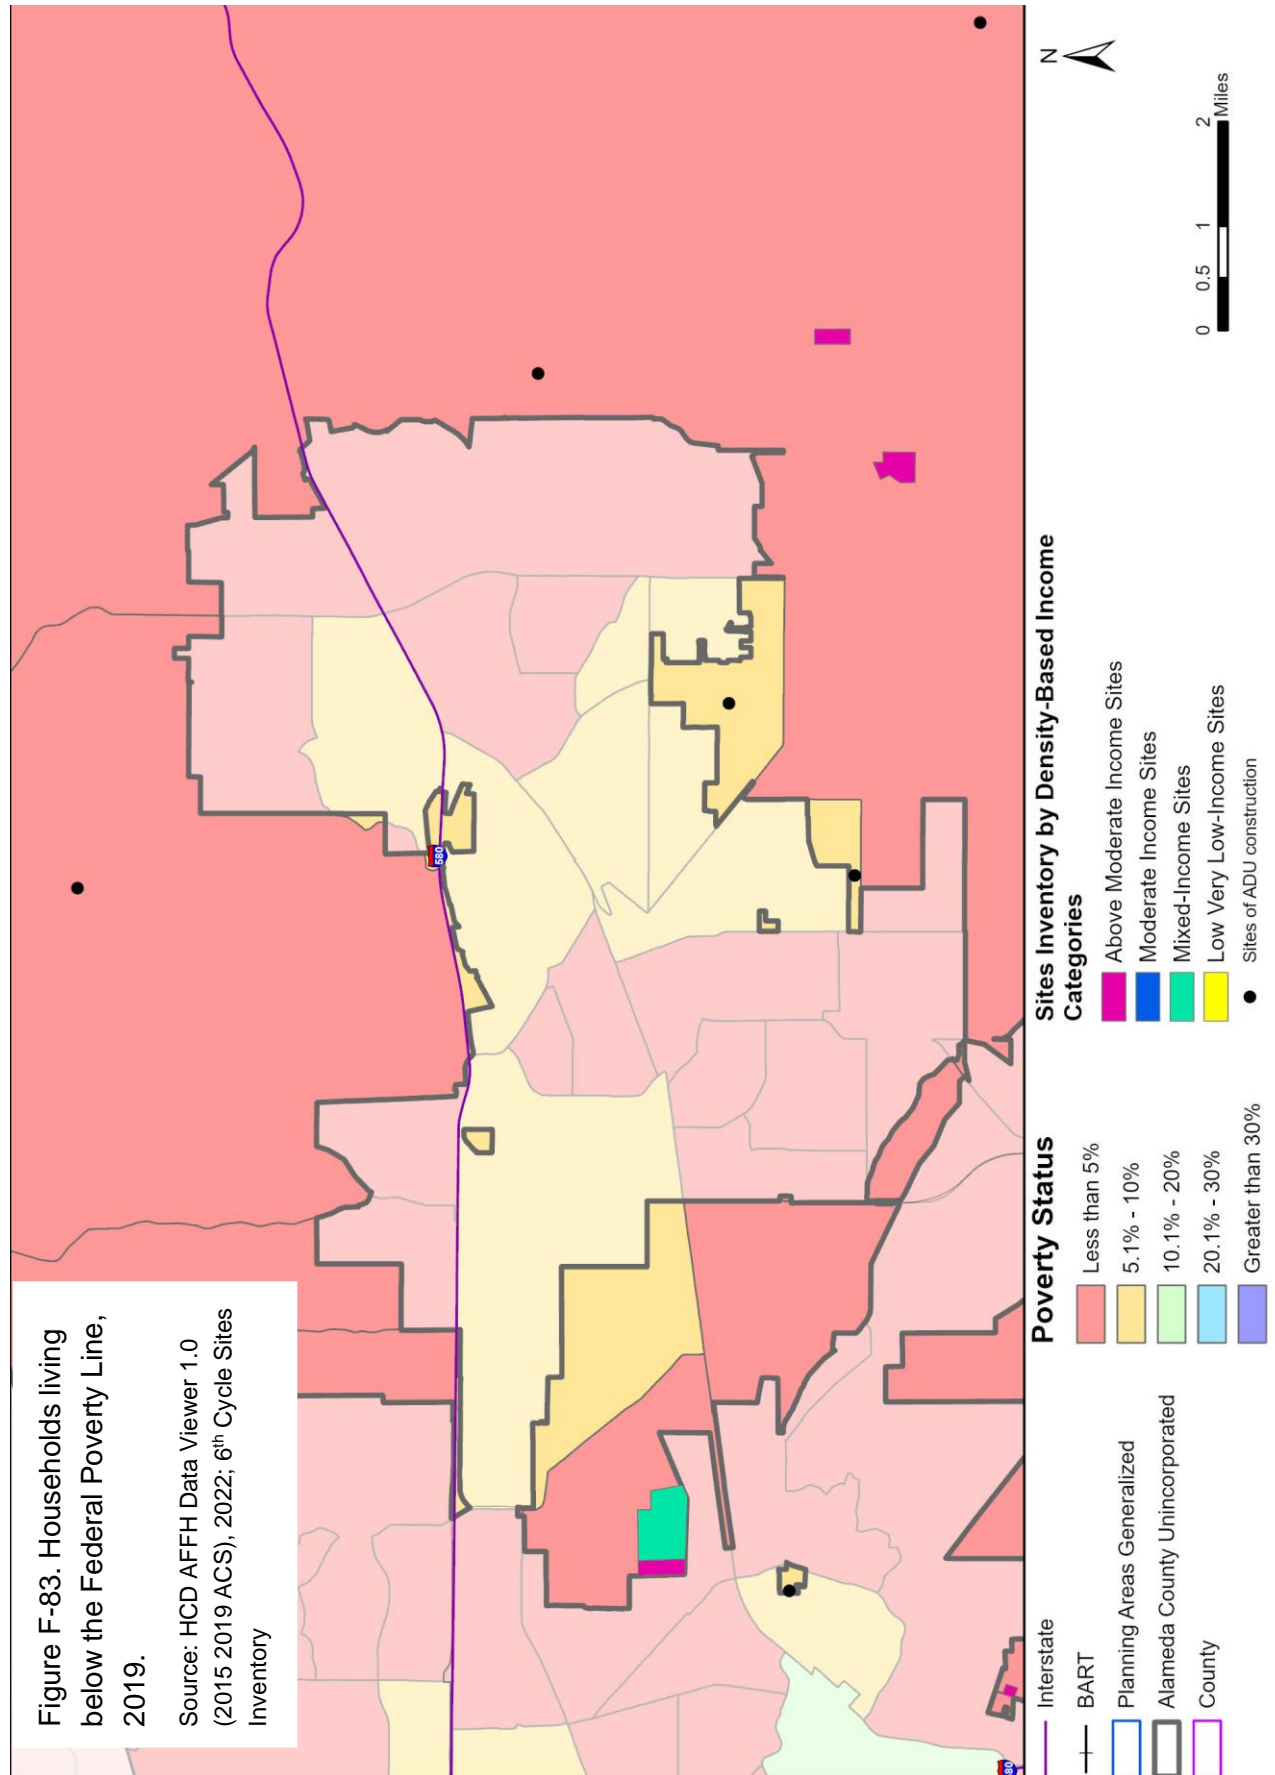 Figure F-83. Households living
below the Federal Poverty Line,
2019.
Source: HCD AFFH Data Viewer 1.0
(2015 2019 ACS), 2022; 6th Cycle Sites
Inventory
580
80
N
0 0.5 1 2
Miles
Interstate
BART
Planning Areas Generalized
Alameda County Unincorporated
County
Poverty Status
Less than 5%
5.1% - 10%
10.1% - 20%
20.1% - 30%
Greater than 30%
Sites Inventory by Density-Based Income
Categories
Above Moderate Income Sites
Moderate Income Sites
Mixed-Income Sites
Low Very Low-Income Sites
Sites of ADU construction